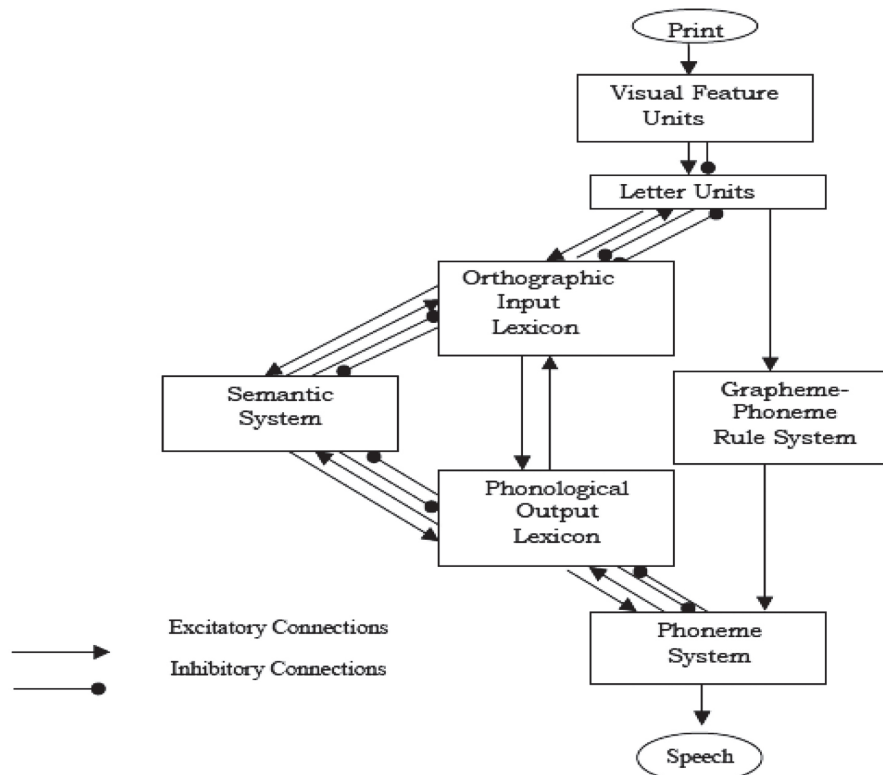 Print
Visual Feature
Units
Letter Units
Orthographic
Input
Lexicon
Semantic
System
Grapheme-
Phoneme
Rule System
Phonological
Output
Lexicon
Phoneme
System
Speech
Excitatory Connections
Inhibitory Connections